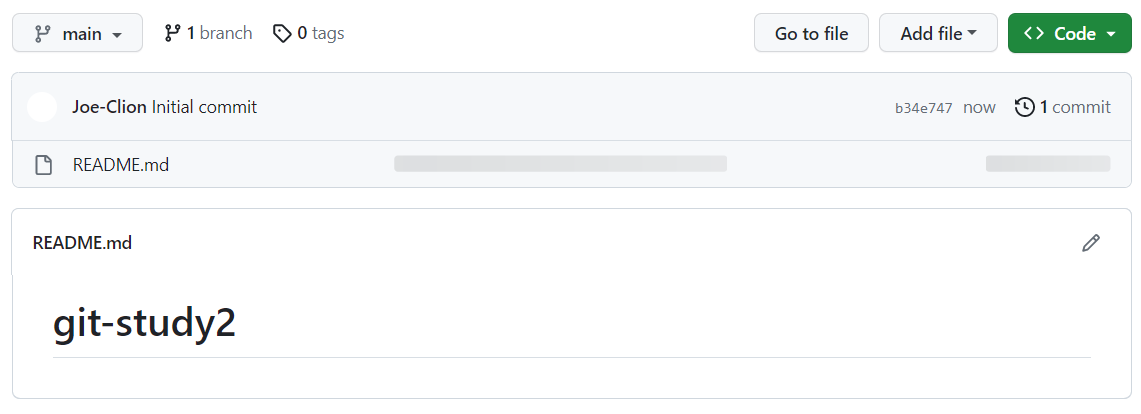 main 1 branch 0 tags Go to file Add file Code
Joe-Clion Initial commit b34e747 now 1 commit
README.md
README.md
git-study2